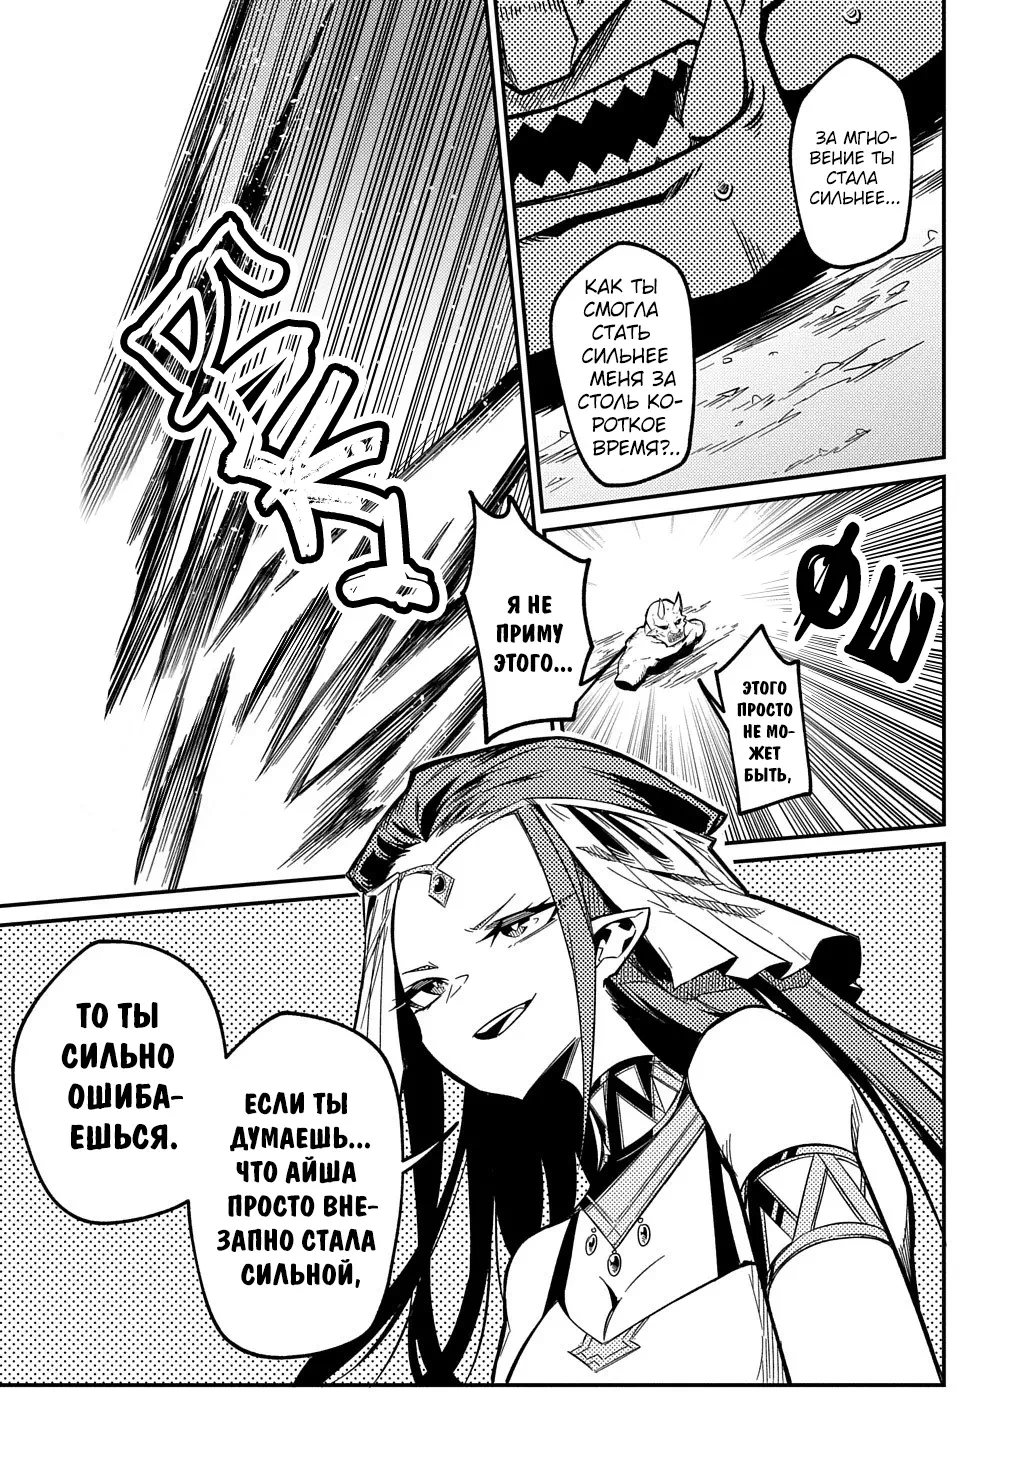 ЗА МГНО-
ВЕНИЕ ТЫ
СТАЛА
СИЛЬНЕЕ...
КАК ТЫ
СМОГЛА
СТАТЬ
СИЛЬНЕЕ
МЕНЯ ЗА
СТОЛЬ КО-
РОТКОЕ
ВРЕМЯ?..
ФШУ
ЭТОГО
ПРОСТО
НЕ МО-
ЖЕТ
БЫТЬ,
Я НЕ
ПРИМУ
ЭТОГО...
ЕСЛИ ТЫ
ДУМАЕШЬ...
ЧТО АЙША
ПРОСТО ВНЕ-
ЗАПНО СТАЛА
СИЛЬНОЙ,
ТО ТЫ
СИЛЬНО
ОШИБА-
ЕШЬСЯ.